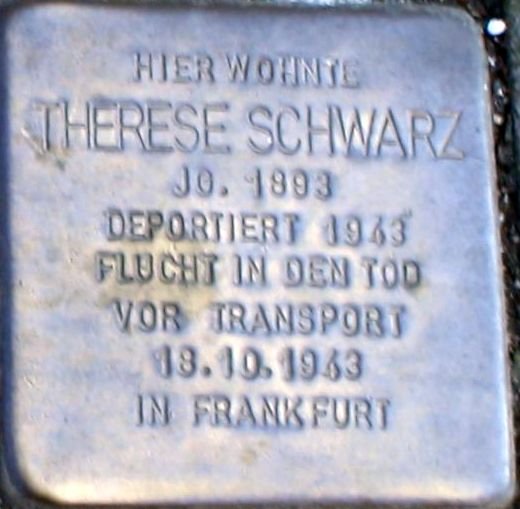 HIER WOHNTE
THERESE SCHWARZ
JG. 1893
DEPORTIERT 1943
FLUCHT IN DEN TOD
VOR TRANSPORT
18.10.1943
IN FRANKFURT